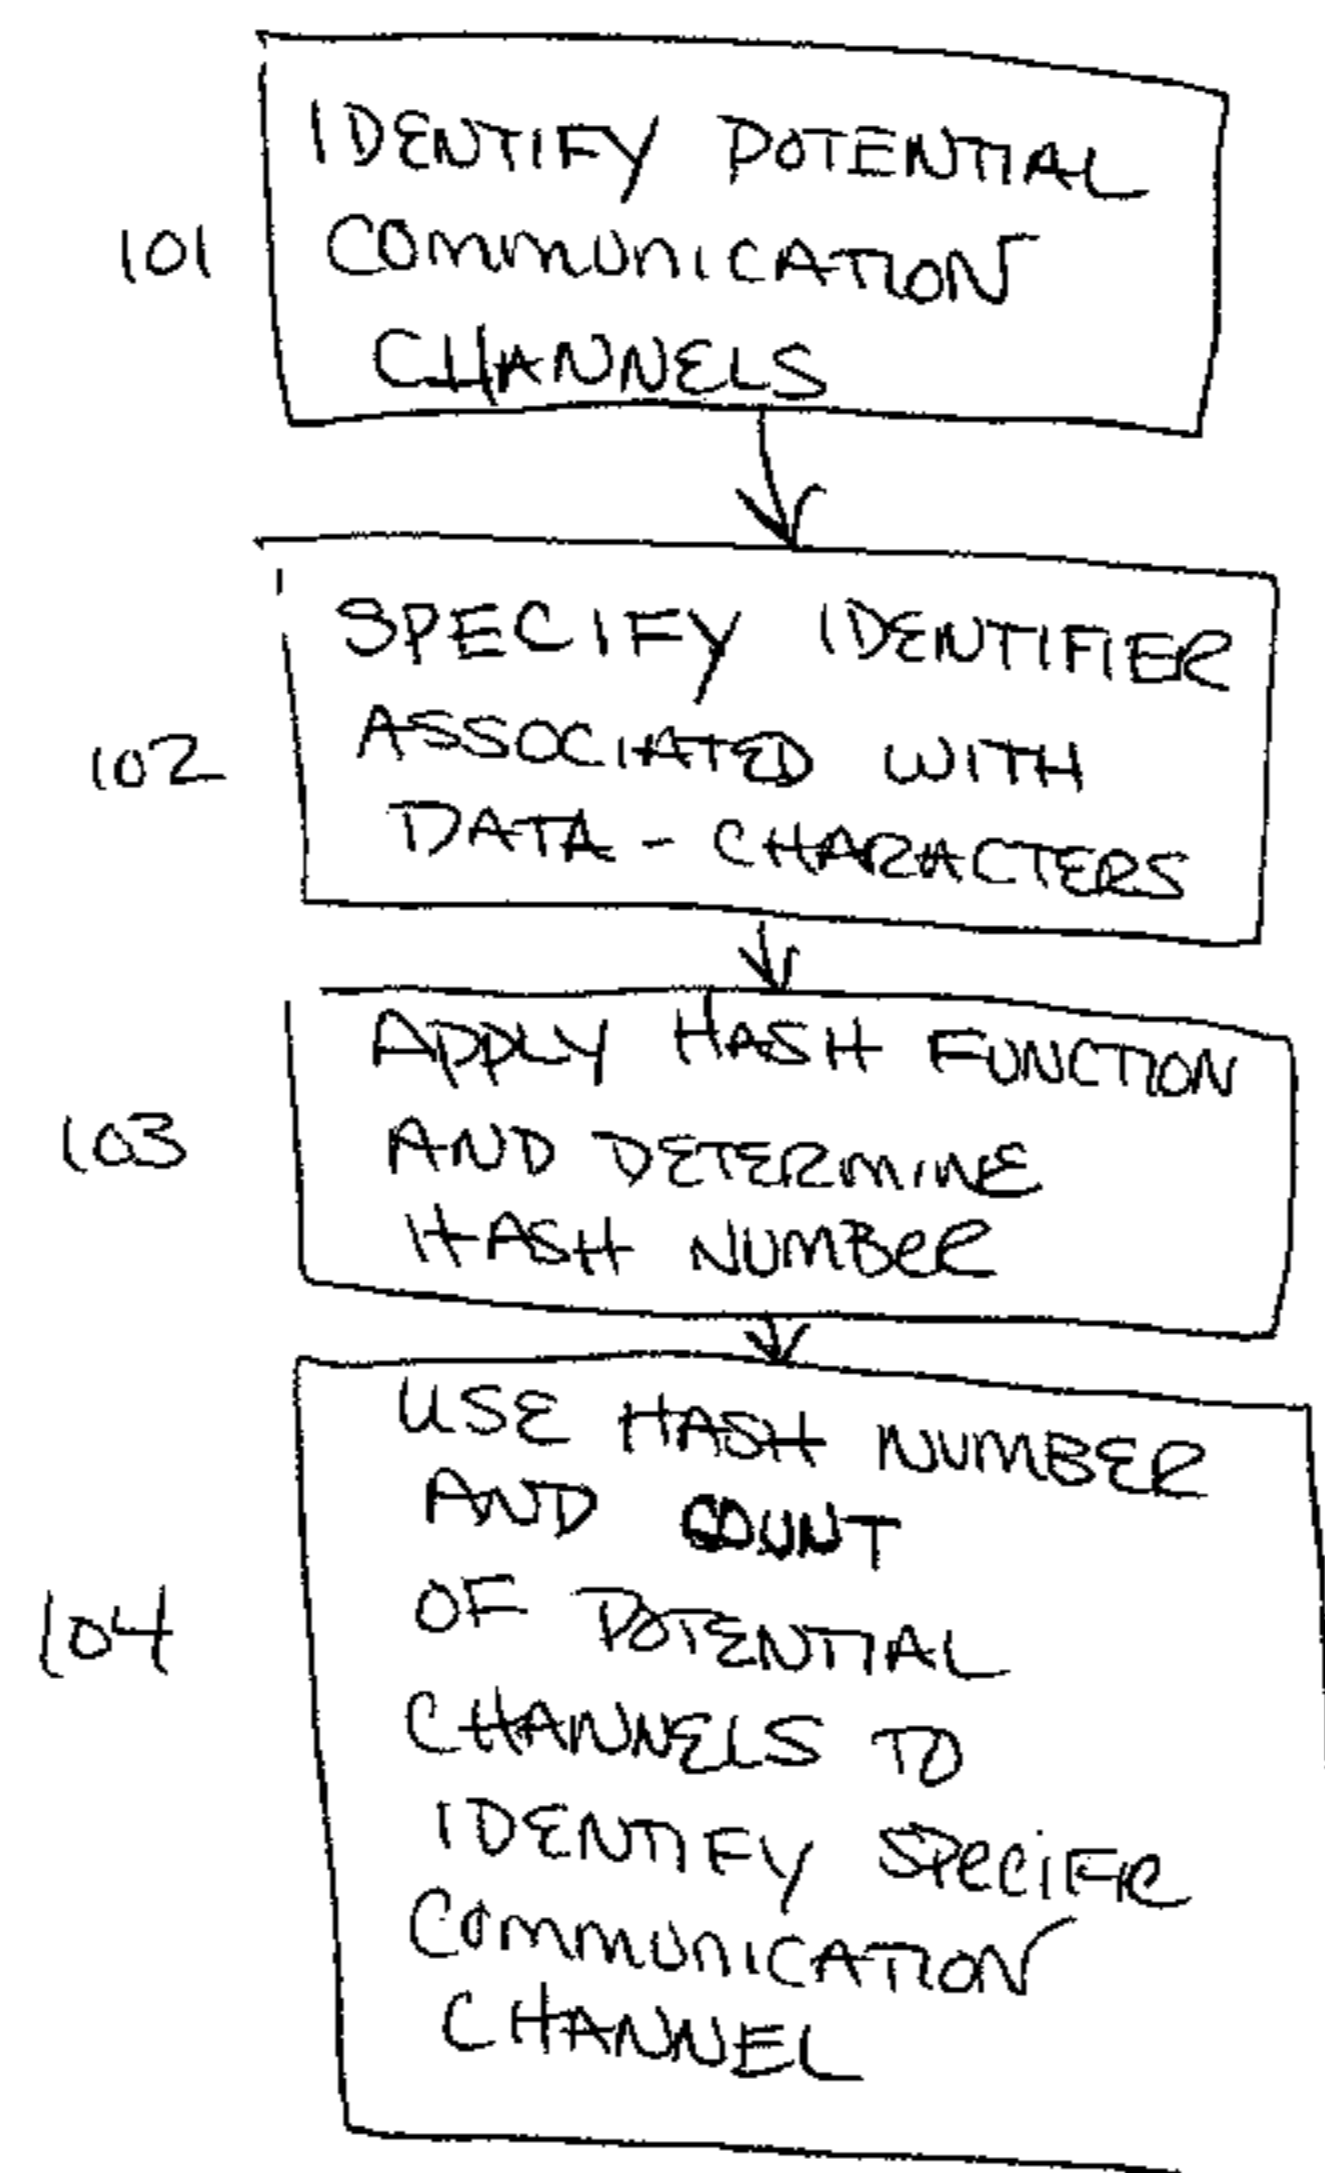 IDENTIFY POTENTIAL
101 COMMUNICATION
CHANNELS
SPECIFY IDENTIFIER
ASSOCIATED WITH
102
DATA - CHARACTERS
APPLY HASH FUNCTION
103 AND DETERMINE
HASH NUMBER
USE HASH NUMBER
AND COUNT
OF POTENTIAL
104
CHANNELS TO
IDENTIFY SPECIFIC
COMMUNICATION
CHANNEL